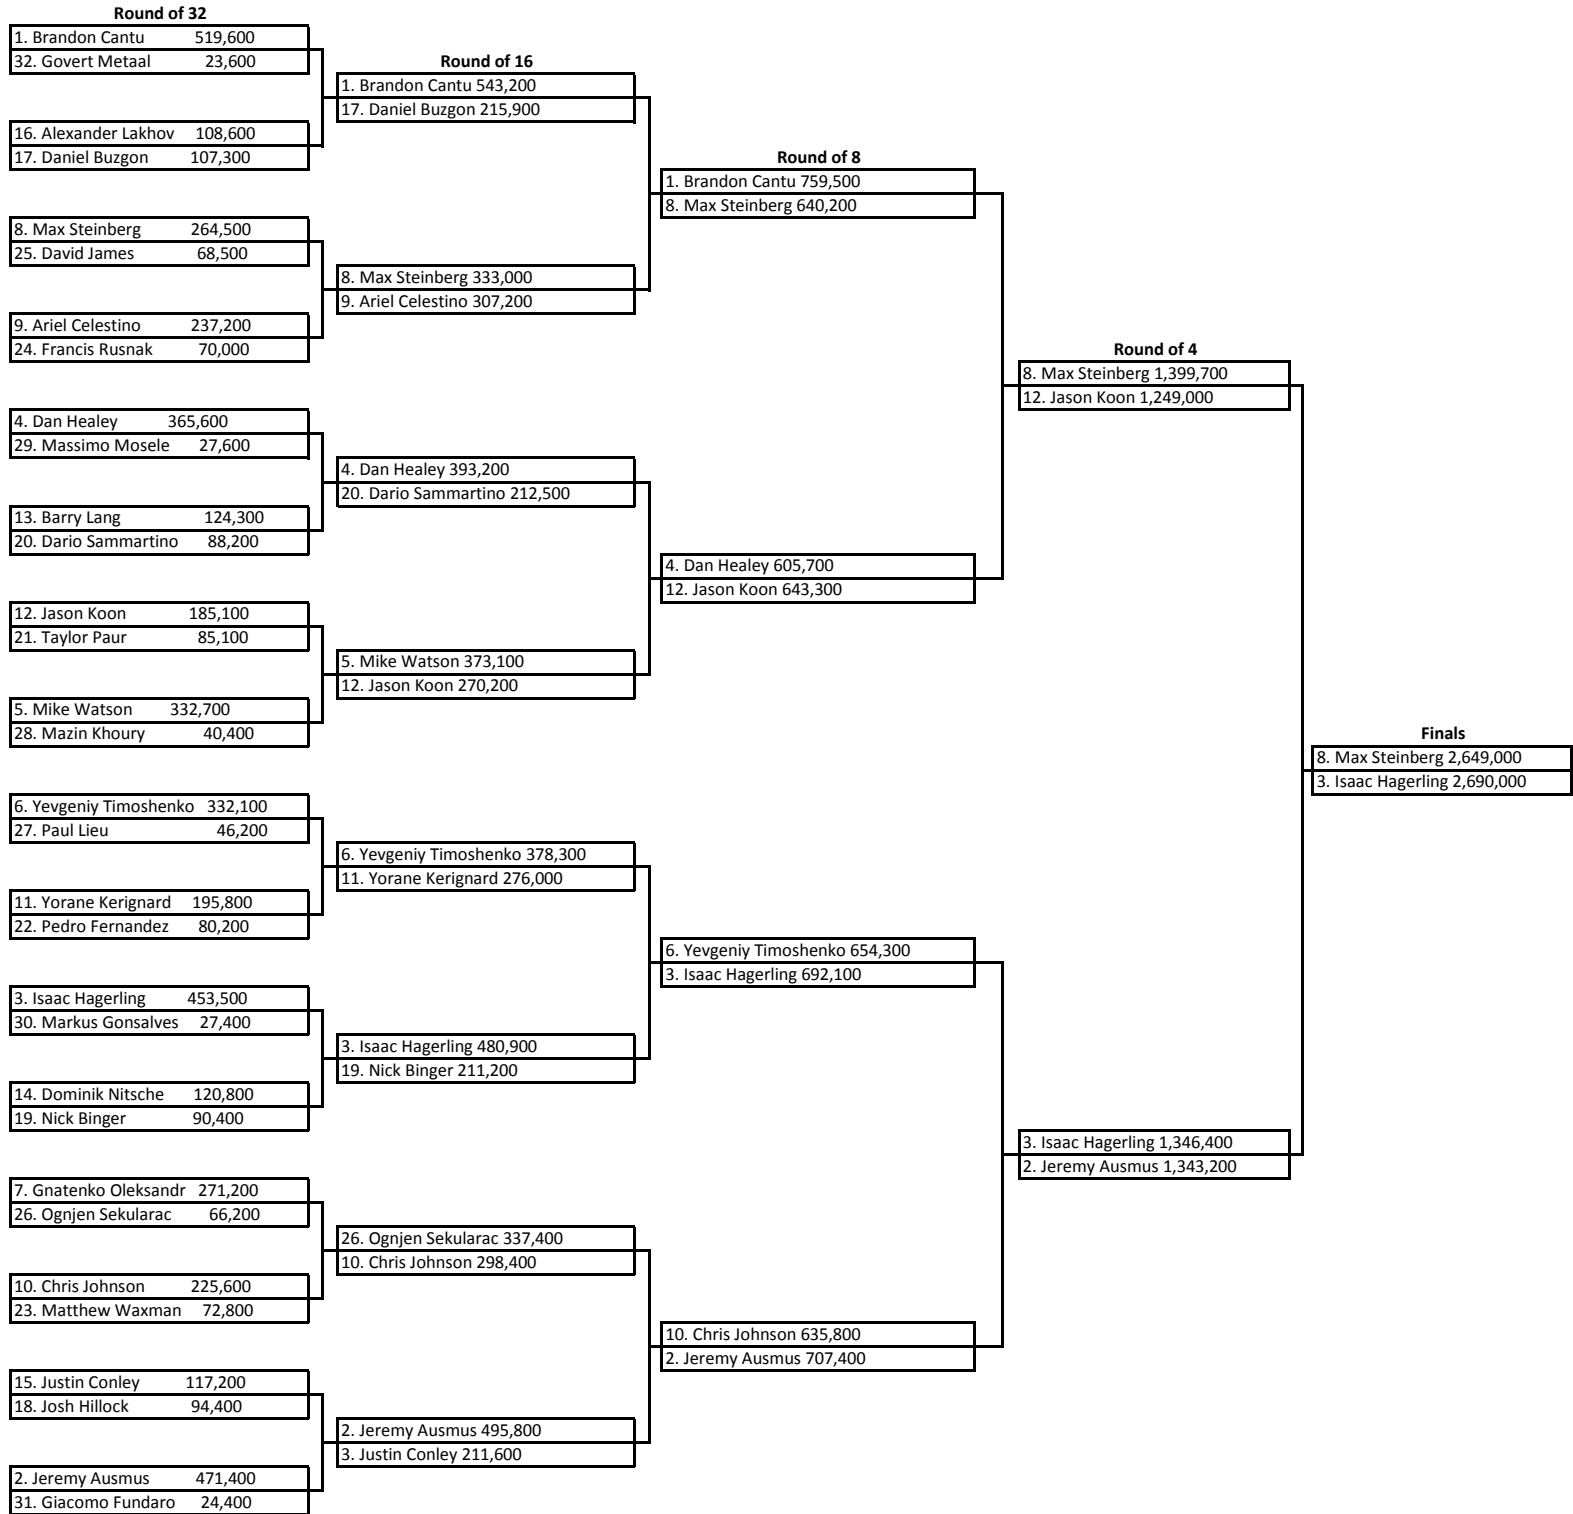 Round of 32
1. Brandon Cantu 519,600
32. Govert Metaal 23,600
16. Alexander Lakhov 108,600
17. Daniel Buzgon 107,300
8. Max Steinberg 264,500
25. David James 68,500
9. Ariel Celestino 237,200
24. Francis Rusnak 70,000
4. Dan Healey 365,600
29. Massimo Mosele 27,600
13. Barry Lang 124,300
20. Dario Sammartino 88,200
12. Jason Koon 185,100
21. Taylor Paur 85,100
5. Mike Watson 332,700
28. Mazin Khoury 40,400
6. Yevgeniy Timoshenko 332,100
27. Paul Lieu 46,200
11. Yorane Kerignard 195,800
22. Pedro Fernandez 80,200
3. Isaac Hagerling 453,500
30. Markus Gonsalves 27,400
14. Dominik Nitsche 120,800
19. Nick Binger 90,400
7. Gnatenko Oleksandr 271,200
26. Ognjen Sekularac 66,200
10. Chris Johnson 225,600
23. Matthew Waxman 72,800
15. Justin Conley 117,200
18. Josh Hillock 94,400
2. Jeremy Ausmus 471,400
31. Giacomo Fundaro 24,400
Round of 16
1. Brandon Cantu 543,200
17. Daniel Buzgon 215,900
8. Max Steinberg 333,000
9. Ariel Celestino 307,200
4. Dan Healey 393,200
20. Dario Sammartino 212,500
5. Mike Watson 373,100
12. Jason Koon 270,200
6. Yevgeniy Timoshenko 378,300
11. Yorane Kerignard 276,000
3. Isaac Hagerling 480,900
19. Nick Binger 211,200
26. Ognjen Sekularac 337,400
10. Chris Johnson 298,400
2. Jeremy Ausmus 495,800
3. Justin Conley 211,600
Round of 8
1. Brandon Cantu 759,500
8. Max Steinberg 640,200
4. Dan Healey 605,700
12. Jason Koon 643,300
6. Yevgeniy Timoshenko 654,300
3. Isaac Hagerling 692,100
10. Chris Johnson 635,800
2. Jeremy Ausmus 707,400
Round of 4
8. Max Steinberg 1,399,700
12. Jason Koon 1,249,000
3. Isaac Hagerling 1,346,400
2. Jeremy Ausmus 1,343,200
Finals
8. Max Steinberg 2,649,000
3. Isaac Hagerling 2,690,000